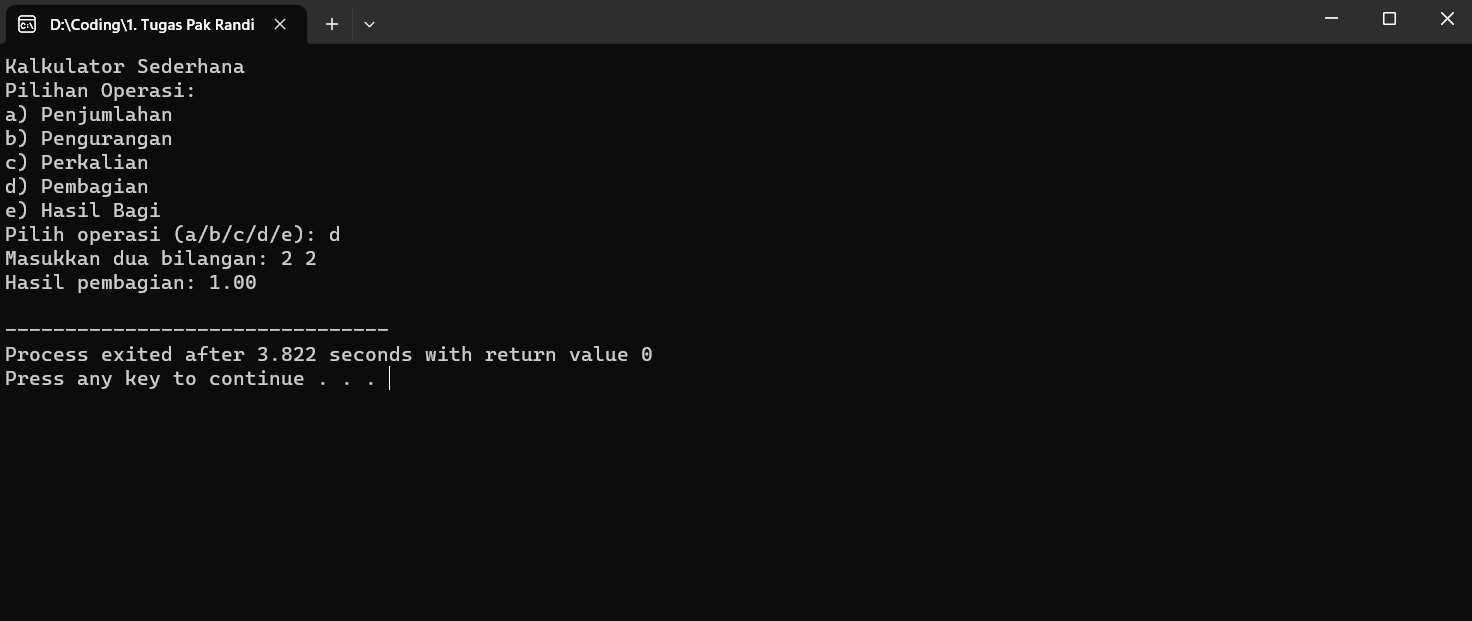 D:\Coding\1. Tugas Pak Randi
Kalkulator Sederhana
Pilihan Operasi:
a) Penjumlahan
b) Pengurangan
c) Perkalian
d) Pembagian
e) Hasil Bagi
Pilih operasi (a/b/c/d/e): d
Masukkan dua bilangan: 2 2
Hasil pembagian: 1.00
--------------------------------
Process exited after 3.822 seconds with return value 0
Press any key to continue . . .